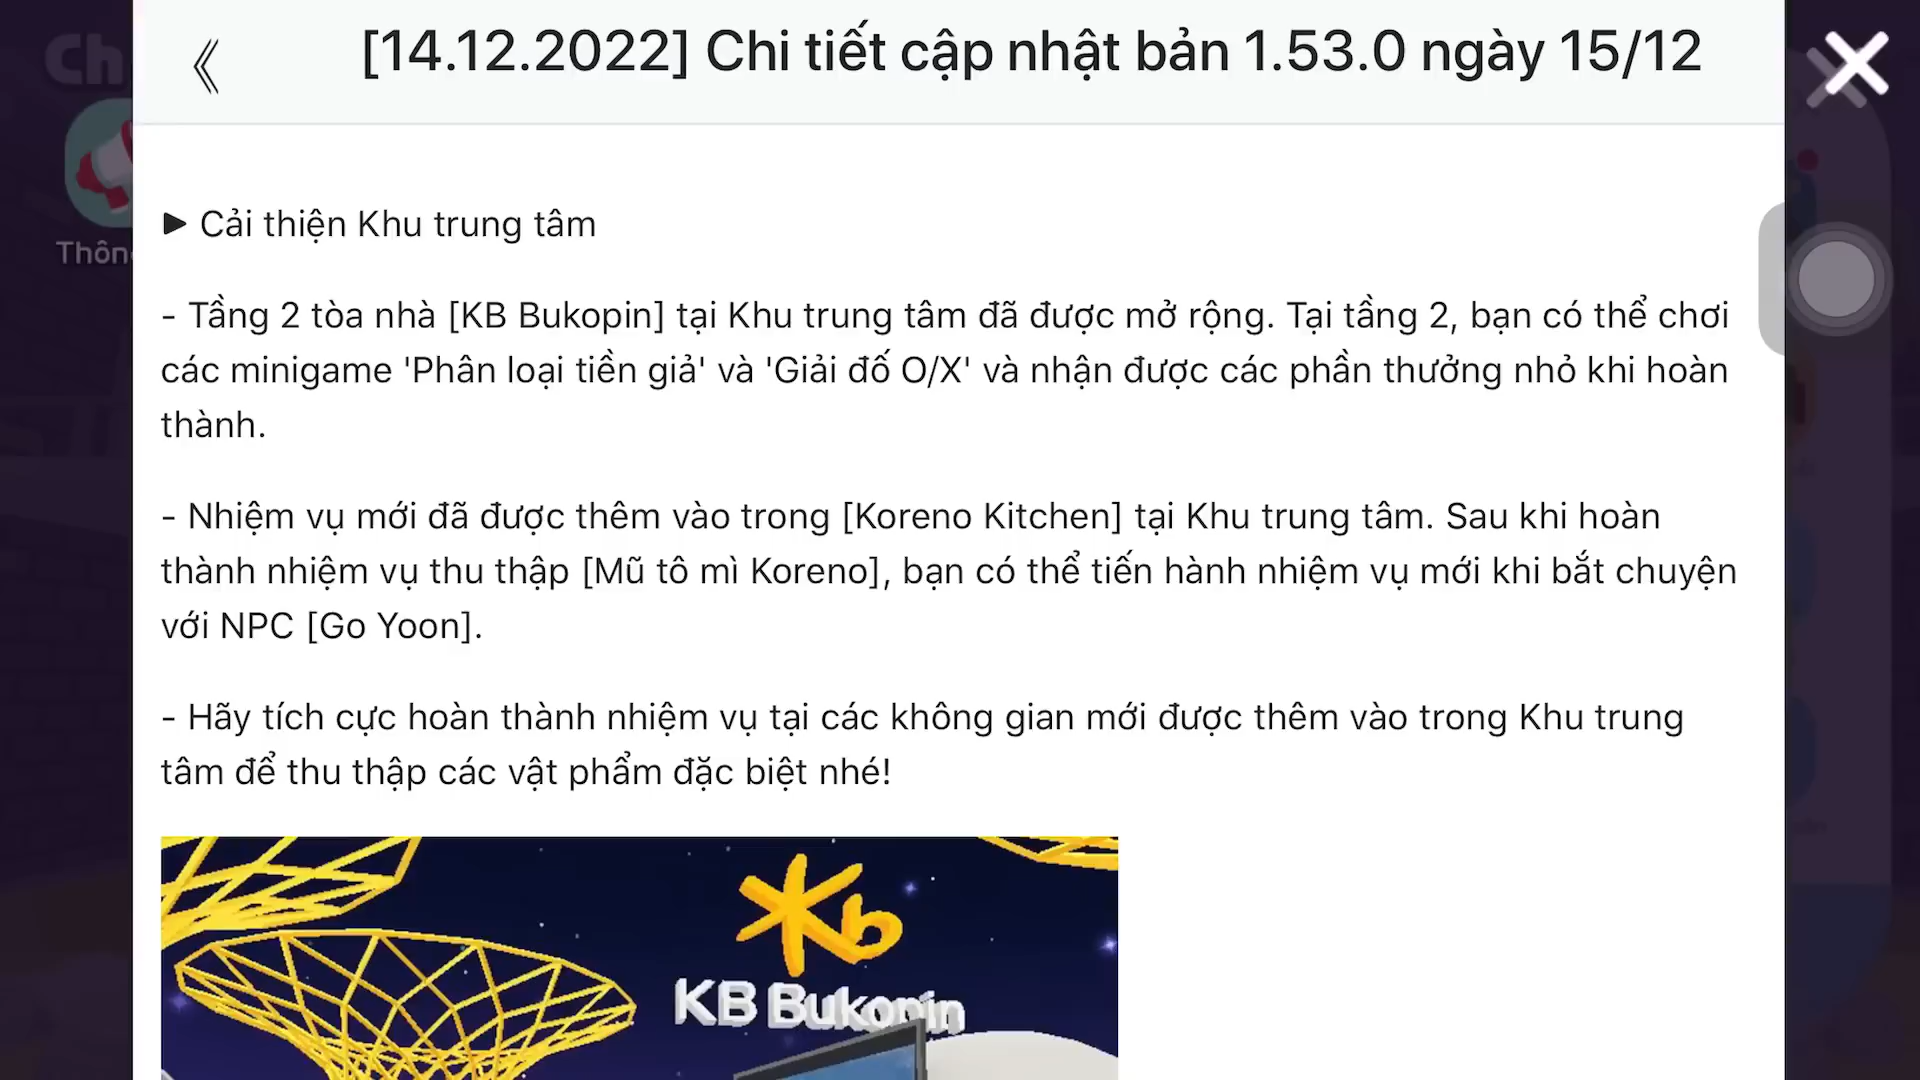 [14.12.2022] Chi tiết cập nhật bản 1.53.0 ngày 15/12
Ch
Thôn
► Cải thiện Khu trung tâm
- Tầng 2 tòa nhà [KB Bukopin] tại Khu trung tâm đã được mở rộng. Tại tầng 2, bạn có thể chơi
các minigame 'Phân loại tiền giả' và 'Giải đố O/X' và nhận được các phần thưởng nhỏ khi hoàn
thành.
- Nhiệm vụ mới đã được thêm vào trong [Koreno Kitchen] tại Khu trung tâm. Sau khi hoàn
thành nhiệm vụ thu thập [Mũ tô mì Koreno], bạn có thể tiến hành nhiệm vụ mới khi bắt chuyện
với NPC [Go Yoon].
- Hãy tích cực hoàn thành nhiệm vụ tại các không gian mới được thêm vào trong Khu trung
tâm để thu thập các vật phẩm đặc biệt nhé!
Kb
KB Bukopin